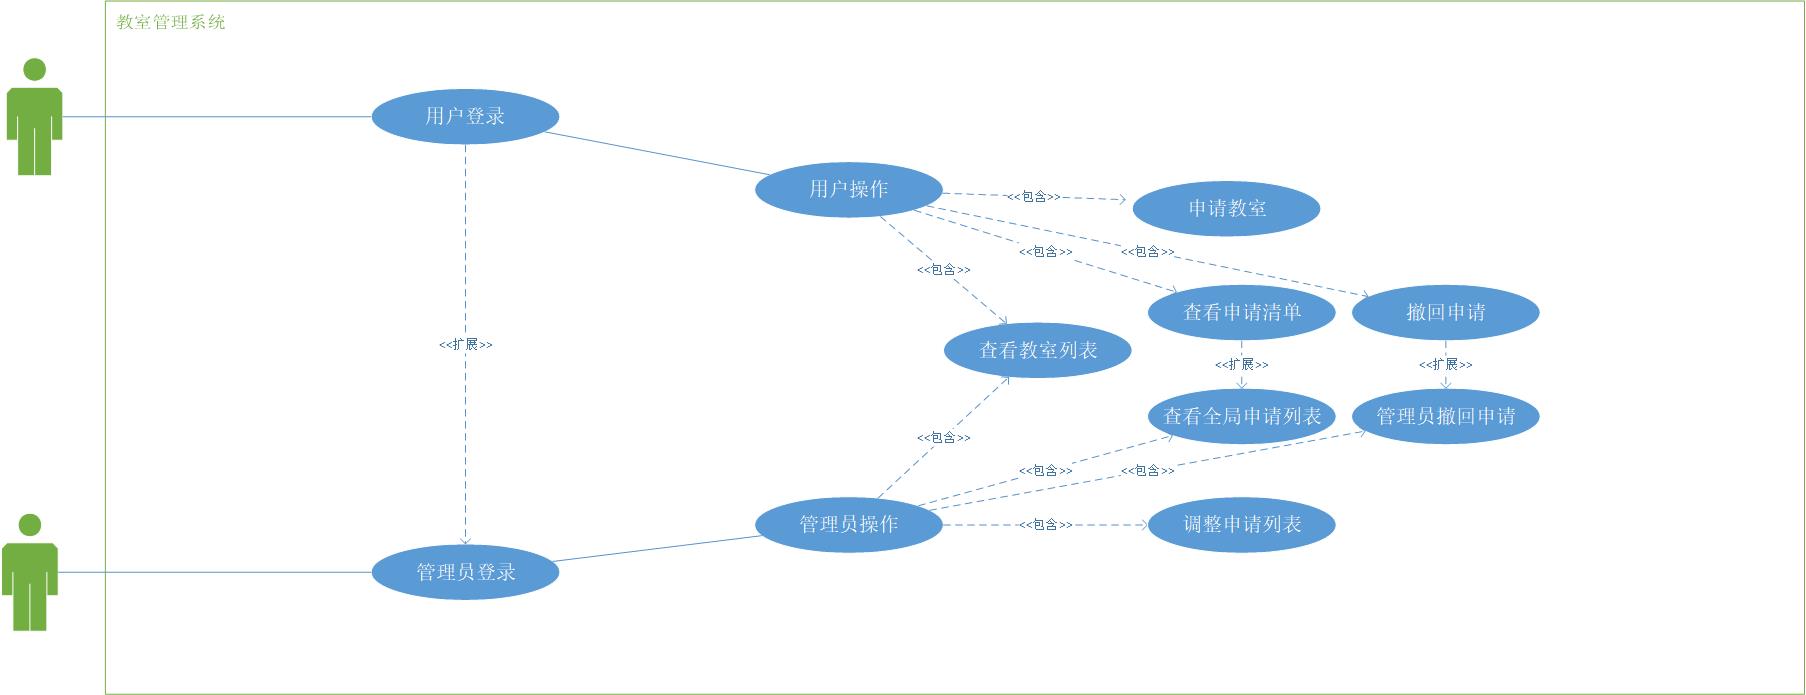 教室管理系统
用户登录
用户操作
<<包含>>
申请教室
<<包含>>
<<包含>>
<<包含>>
查看申请清单
撤回申请
<<扩展>>
查看教室列表
<<扩展>>
<<扩展>>
查看全局申请列表
管理员撤回申请
<<包含>>
<<包含>>
<<包含>>
管理员操作
<<包含>>
调整申请列表
管理员登录